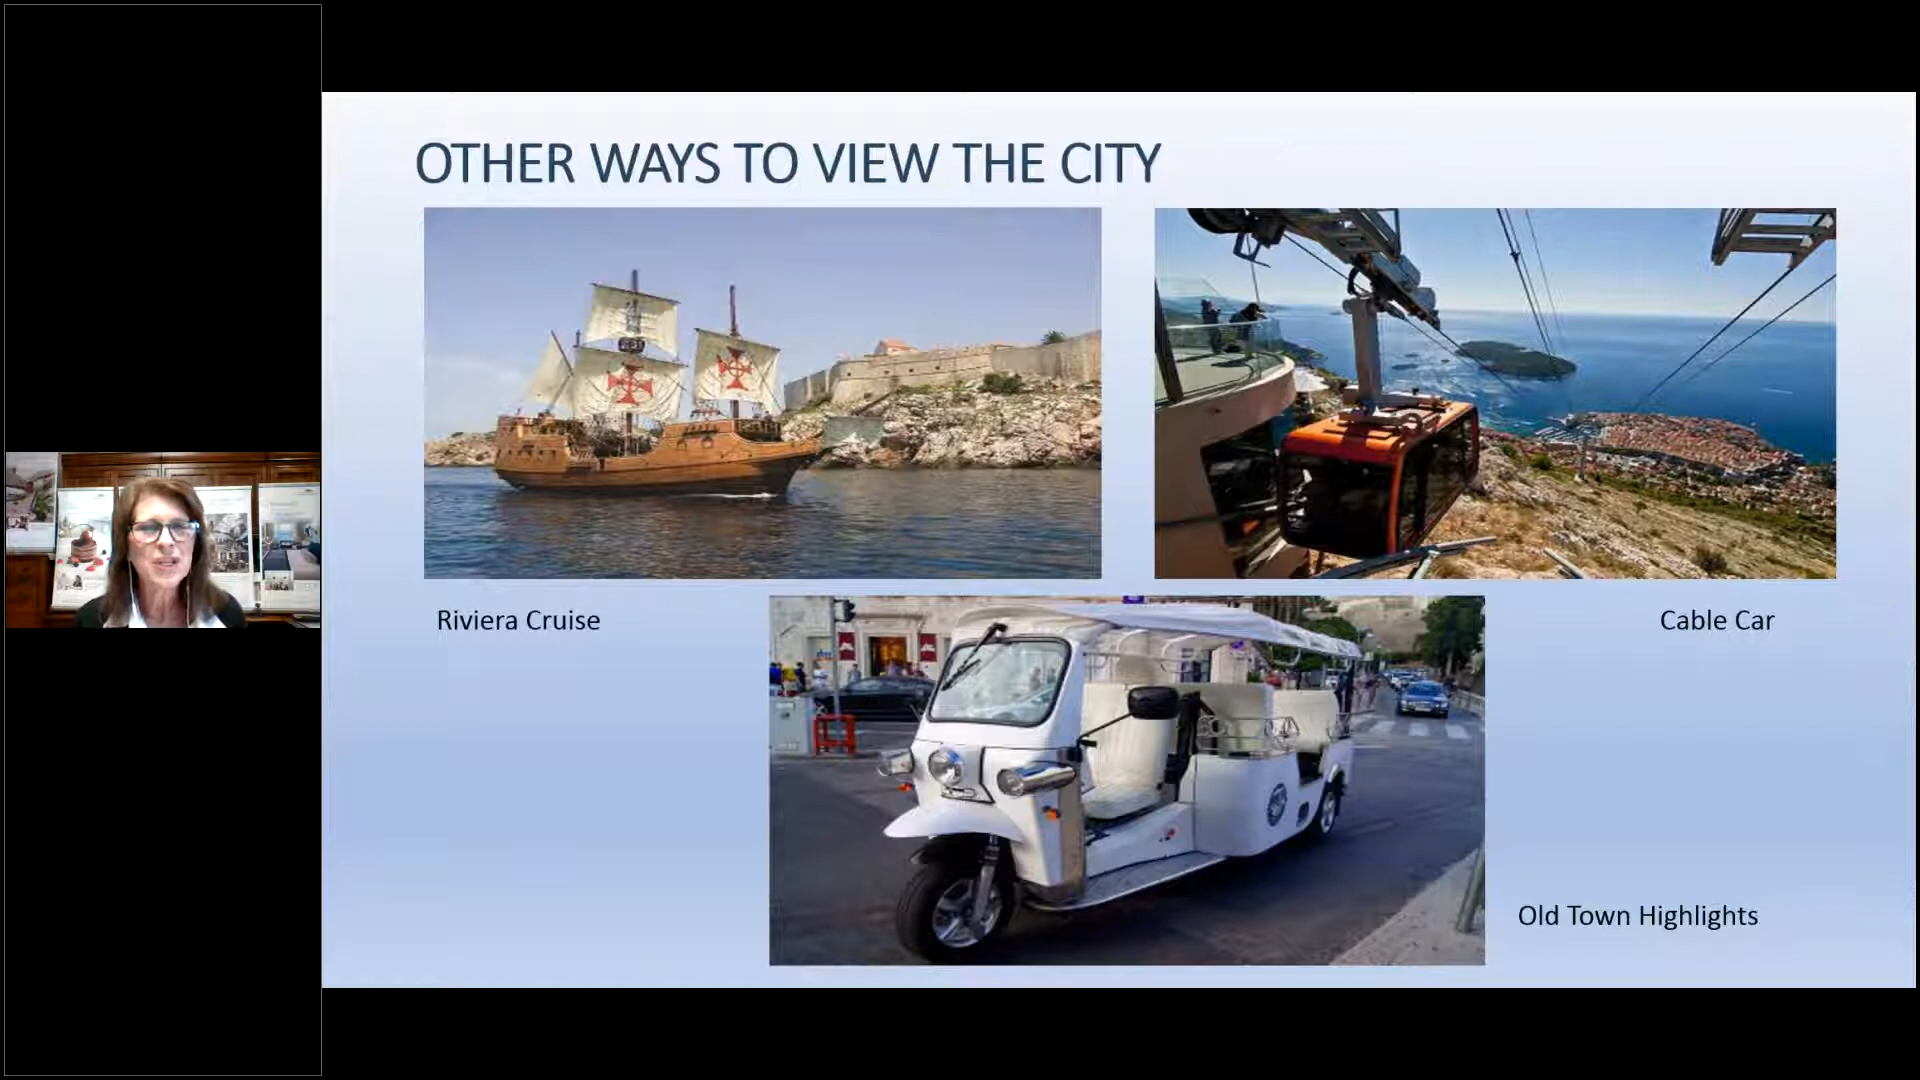 OTHER WAYS TO VIEW THE CITY
Riviera Cruise
Cable Car
Old Town Highlights